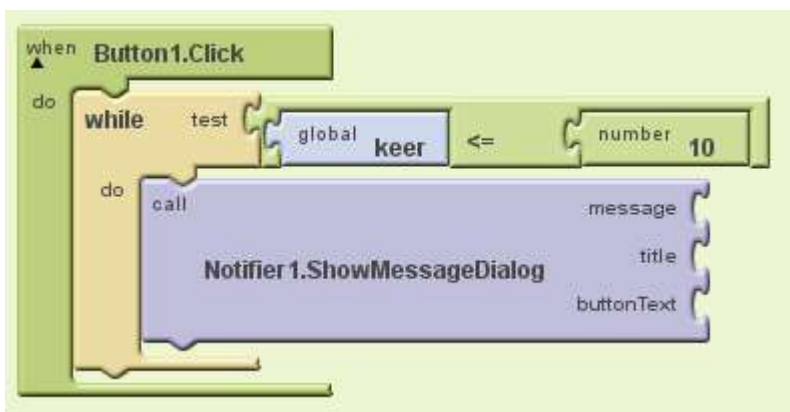 when Button1.Click
do while test global keer <= number 10
do call message
Notifier1.ShowMessageDialog title
buttonText